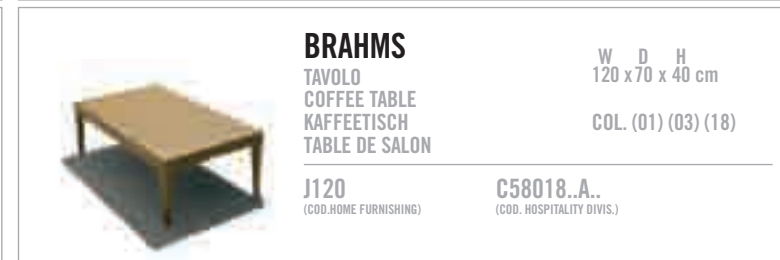 BRAHMS
TAVOLO
COFFEE TABLE
KAFFEETISCH
TABLE DE SALON
W D H
120 x 70 x 40 cm
COL. (01) (03) (18)
J120
(COD.HOME FURNISHING)
C58018..A..
(COD. HOSPITALITY DIVIS.)